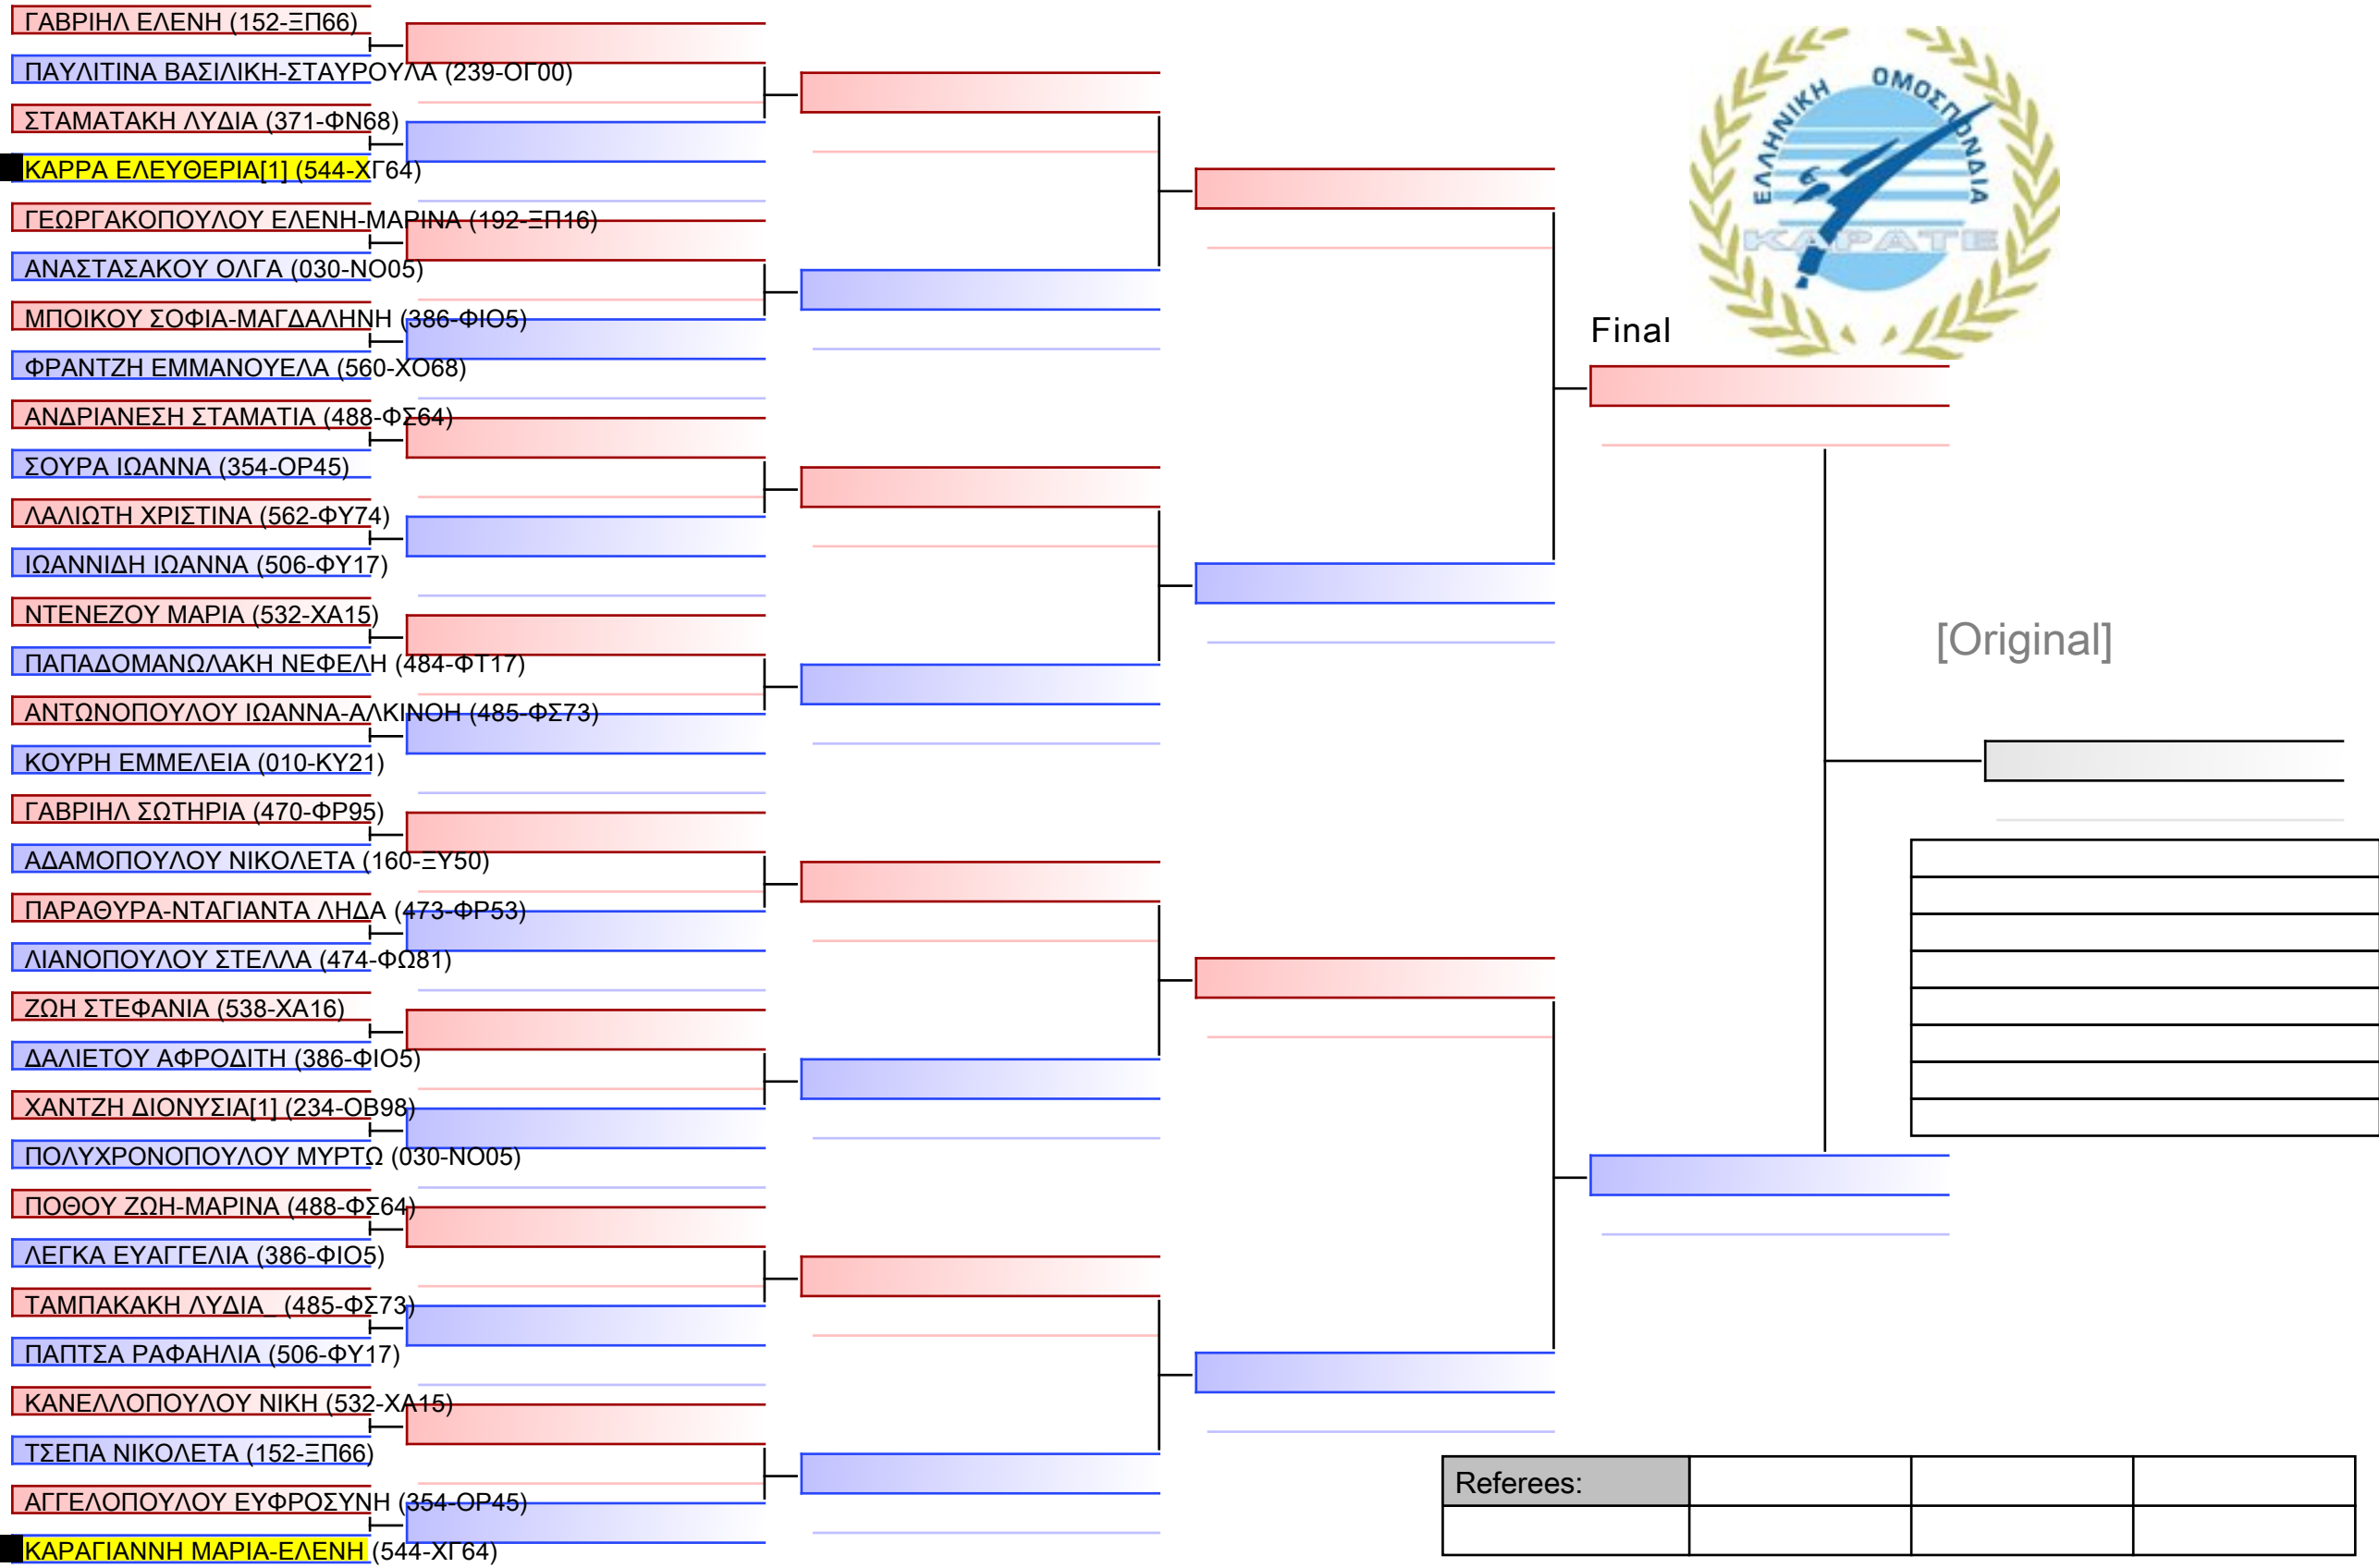 ΓΑΒΡΙΗΛ ΕΛΕΝΗ (152-ΞΠ66)
ΠΑΥΛΙΤΙΝΑ ΒΑΣΙΛΙΚΗ-ΣΤΑΥΡΟΥΛΑ (239-ΟΓ00)
ΣΤΑΜΑΤΑΚΗ ΛΥΔΙΑ (371-ΦΝ68)
ΚΑΡΡΑ ΕΛΕΥΘΕΡΙΑ[1] (544-ΧΓ64)
ΓΕΩΡΓΑΚΟΠΟΥΛΟΥ ΕΛΕΝΗ-ΜΑΡΙΝΑ (192-ΞΠ16)
ΑΝΑΣΤΑΣΑΚΟΥ ΟΛΓΑ (030-ΝΟ05)
ΜΠΟΙΚΟΥ ΣΟΦΙΑ-ΜΑΓΔΑΛΗΝΗ (386-ΦΙΟ5)
ΦΡΑΝΤΖΗ ΕΜΜΑΝΟΥΕΛΑ (560-ΧΟ68)
ΑΝΔΡΙΑΝΕΣΗ ΣΤΑΜΑΤΙΑ (488-ΦΣ64)
ΣΟΥΡΑ ΙΩΑΝΝΑ (354-ΟΡ45)
ΛΑΛΙΩΤΗ ΧΡΙΣΤΙΝΑ (562-ΦΥ74)
ΙΩΑΝΝΙΔΗ ΙΩΑΝΝΑ (506-ΦΥ17)
ΝΤΕΝΕΖΟΥ ΜΑΡΙΑ (532-ΧΑ15)
ΠΑΠΑΔΟΜΑΝΩΛΑΚΗ ΝΕΦΕΛΗ (484-ΦΤ17)
ΑΝΤΩΝΟΠΟΥΛΟΥ ΙΩΑΝΝΑ-ΑΛΚΙΝΟΗ (485-ΦΣ73)
ΚΟΥΡΗ ΕΜΜΕΛΕΙΑ (010-ΚΥ21)
ΓΑΒΡΙΗΛ ΣΩΤΗΡΙΑ (470-ΦΡ95)
ΑΔΑΜΟΠΟΥΛΟΥ ΝΙΚΟΛΕΤΑ (160-ΞΥ50)
ΠΑΡΑΘΥΡΑ-ΝΤΑΓΙΑΝΤΑ ΛΗΔΑ (473-ΦΡ53)
ΛΙΑΝΟΠΟΥΛΟΥ ΣΤΕΛΛΑ (474-ΦΩ81)
ΖΩΗ ΣΤΕΦΑΝΙΑ (538-ΧΑ16)
ΔΑΛΙΕΤΟΥ ΑΦΡΟΔΙΤΗ (386-ΦΙΟ5)
ΧΑΝΤΖΗ ΔΙΟΝΥΣΙΑ[1] (234-ΟΒ98)
ΠΟΛΥΧΡΟΝΟΠΟΥΛΟΥ ΜΥΡΤΩ (030-ΝΟ05)
ΠΟΘΟΥ ΖΩΗ-ΜΑΡΙΝΑ (488-ΦΣ64)
ΛΕΓΚΑ ΕΥΑΓΓΕΛΙΑ (386-ΦΙΟ5)
ΤΑΜΠΑΚΑΚΗ ΛΥΔΙΑ_ (485-ΦΣ73)
ΠΑΠΤΣΑ ΡΑΦΑΗΛΙΑ (506-ΦΥ17)
ΚΑΝΕΛΛΟΠΟΥΛΟΥ ΝΙΚΗ (532-ΧΑ15)
ΤΣΕΠΑ ΝΙΚΟΛΕΤΑ (152-ΞΠ66)
ΑΓΓΕΛΟΠΟΥΛΟΥ ΕΥΦΡΟΣΥΝΗ (354-ΟΡ45)
ΚΑΡΑΓΙΑΝΝΗ ΜΑΡΙΑ-ΕΛΕΝΗ (544-ΧΓ64)
ΕΛΛΗΝΙΚΗ ΟΜΟΣΠΟΝΔΙΑ
ΚΑΡΑΤΕ
Final
[Original]
Referees: